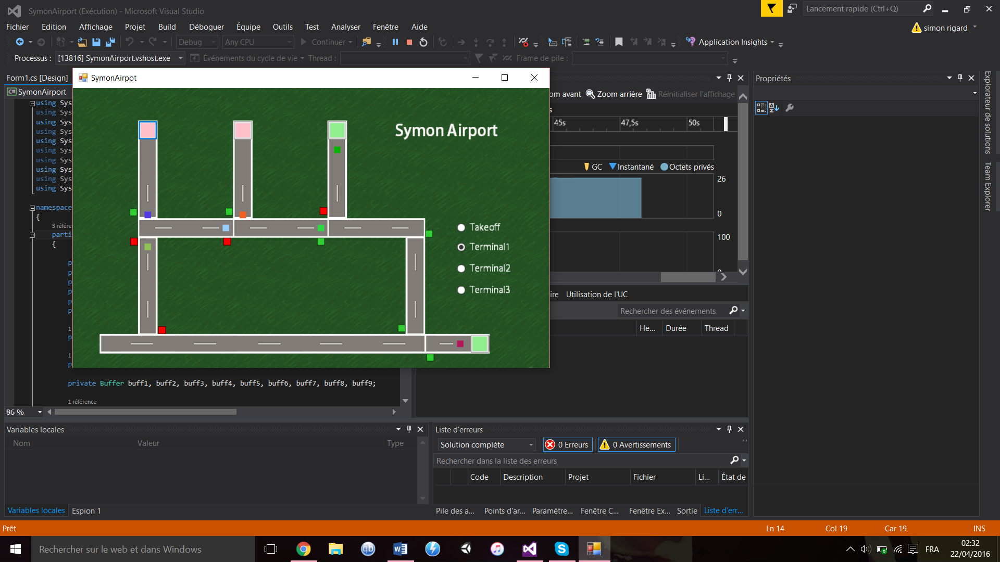 SymonAirport (Exécution) - Microsoft Visual Studio
Lancement rapide (Ctrl+Q)
Fichier Edition Affichage Projet Build Déboguer Équipe Outils Test Analyser Fenêtre Aide
simon rigard
Debug Any CPU Continuer Application Insights
Processus : [13816] SymonAirport.vshost.exe Événements du cycle de vie Thread : Frame de pile :
Form1.cs [Design]
SymonAirpot
Propriétés
SymonAirport
om avant Zoom arrière Réinitialiser l'affichage
s
45s 47,5s 50s
using Sys
using Sys
using Sys
using Sys
using Sys
using Sys
using Sys
using Sys
using Sys
using Sys
namespace
{
3 référe
parti
{
p
p
p
p
p
p
1
1
p
private Buffer buff1, buff2, buff3, buff4, buff5, buff6, buff7, buff8, buff9;
1 référence
86 %
Symon Airport
Takeoff
Terminal1
Terminal2
Terminal3
GC Instantané Octets privés
26
0
100
ire Utilisation de l'UC
Rechercher des événements
He... Durée Thread
Explorateur de solutions
Team Explorer
Variables locales
Nom Valeur Type
Variables locales Espion 1
Liste d'erreurs
Solution complète 0 Erreurs 0 Avertissements
Rechercher dans la liste des erreurs
Code Description Projet Fichier Li... État de
Pile des a... Points d'ar... Paramètre... Fenêtre C... Fenêtre Ex... Sortie Liste d'err...
Prêt Ln 14 Col 19 Car 19 INS
Rechercher sur le web et dans Windows
FRA
02:32
22/04/2016